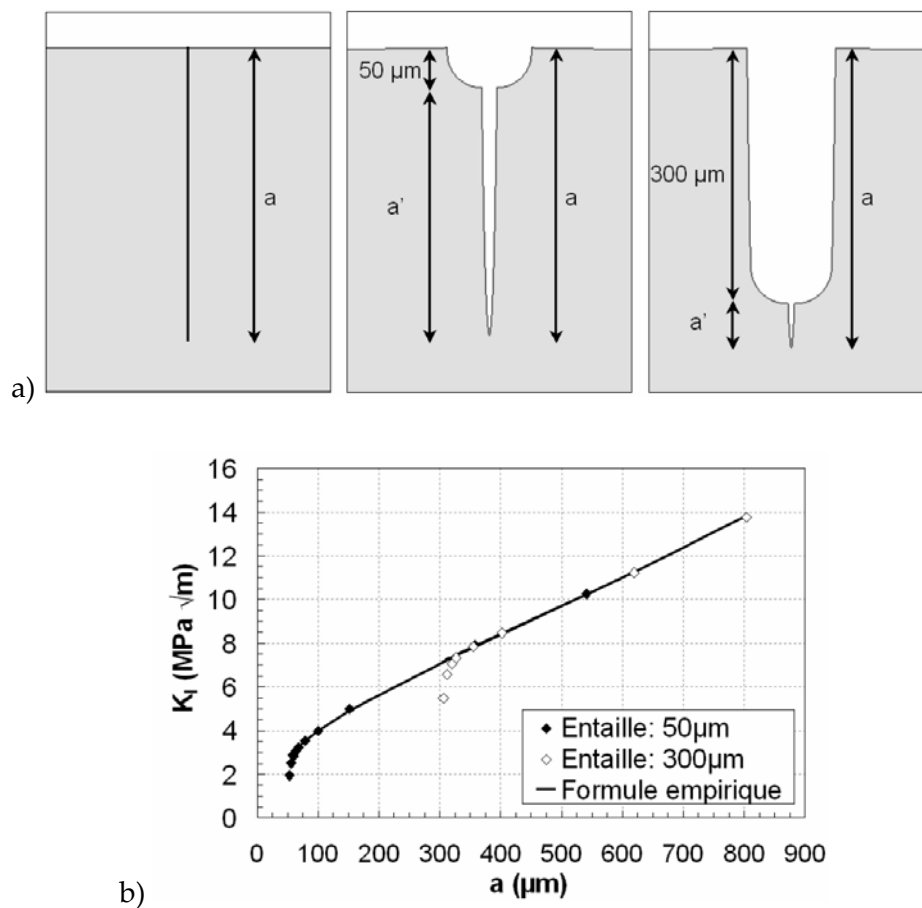 50 µm
a
a'
a
300 µm
a'
a
a)
16
14
12
10
8
6
4
2
0
K_I (MPa √m)
Entaille: 50µm
Entaille: 300µm
Formule empirique
0 100 200 300 400 500 600 700 800 900
a (µm)
b)